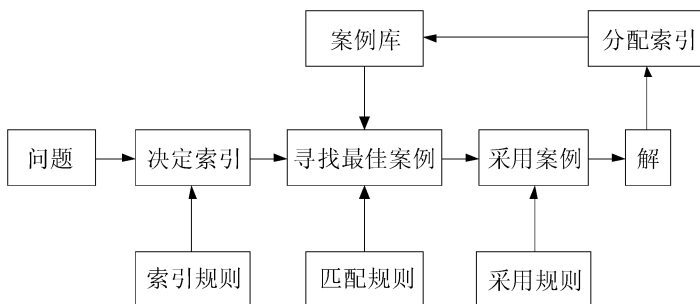 案例库
分配索引
问题
决定索引
寻找最佳案例
采用案例
解
索引规则
匹配规则
采用规则